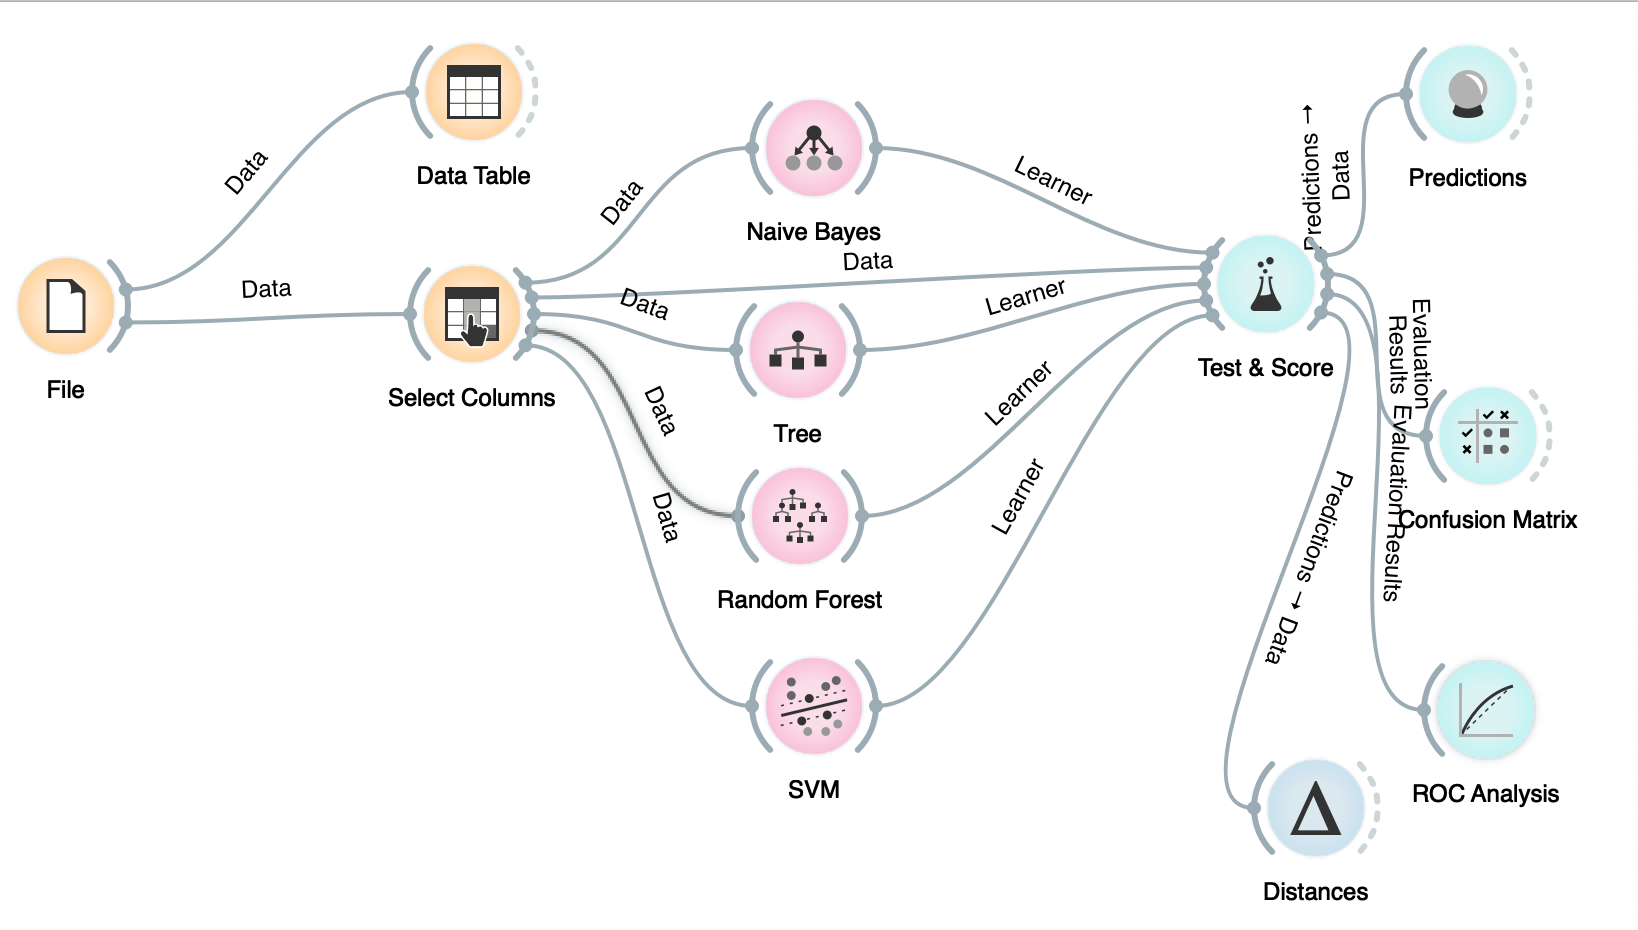 Data
Data Table
Data
File
Select Columns
Data
Naive Bayes
Learner
Data
Data
Tree
Learner
Data
Random Forest
Learner
Data
SVM
Learner
Test & Score
Predictions →
Data
Predictions
Evaluation
Results
Confusion Matrix
Evaluation Results
ROC Analysis
Predictions → Data
Distances